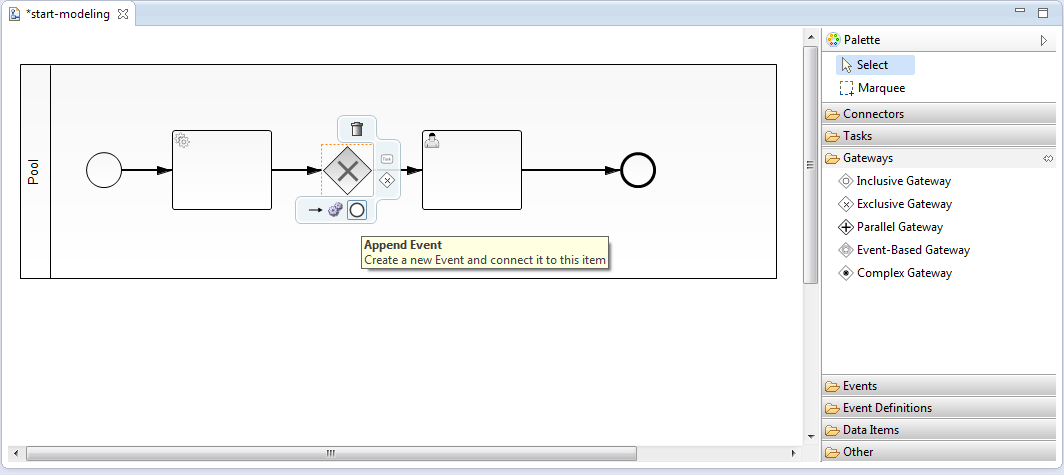 *start-modeling
Palette
Select
Marquee
Connectors
Tasks
Gateways
Inclusive Gateway
Exclusive Gateway
Parallel Gateway
Event-Based Gateway
Complex Gateway
Events
Event Definitions
Data Items
Other
Pool
Task
Append Event
Create a new Event and connect it to this item